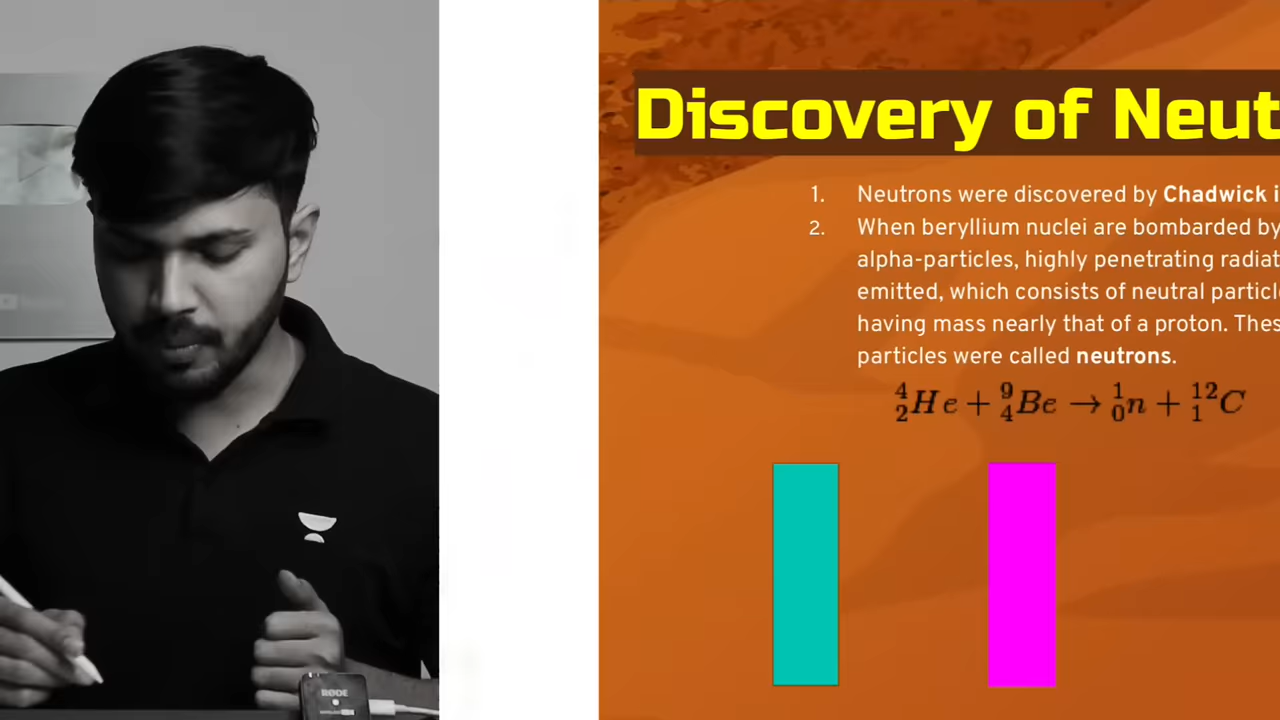 Discovery of Neut
1. Neutrons were discovered by Chadwick i
2. When beryllium nuclei are bombarded by
alpha-particles, highly penetrating radiat
emitted, which consists of neutral particl
having mass nearly that of a proton. Thes
particles were called neutrons.
⁴₂He + ⁹₄Be → ¹₀n + ¹²₁C
RØDE